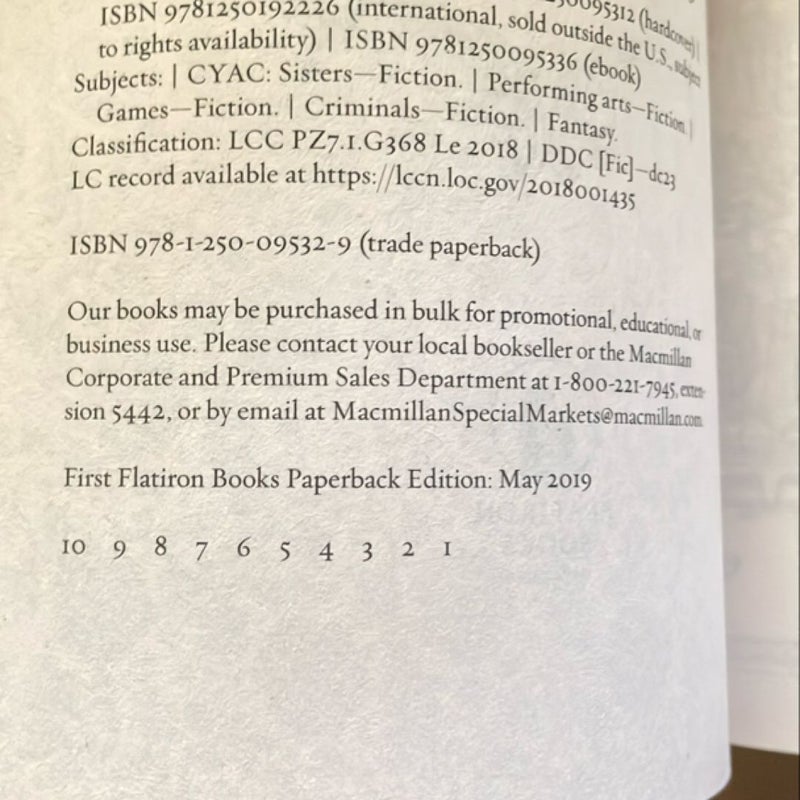 0095312 (hardcover) |
ISBN 9781250192226 (international, sold outside the U.S., subject
to rights availability) | ISBN 9781250095336 (ebook)
Subjects: | CYAC: Sisters—Fiction. | Performing arts—Fiction. |
Games—Fiction. | Criminals—Fiction. | Fantasy.
Classification: LCC PZ7.1.G368 Le 2018 | DDC [Fic]—dc23
LC record available at https://lccn.loc.gov/2018001435
ISBN 978-1-250-09532-9 (trade paperback)
Our books may be purchased in bulk for promotional, educational, or
business use. Please contact your local bookseller or the Macmillan
Corporate and Premium Sales Department at 1-800-221-7945, exten-
sion 5442, or by email at MacmillanSpecialMarkets@macmillan.com.
First Flatiron Books Paperback Edition: May 2019
10 9 8 7 6 5 4 3 2 1